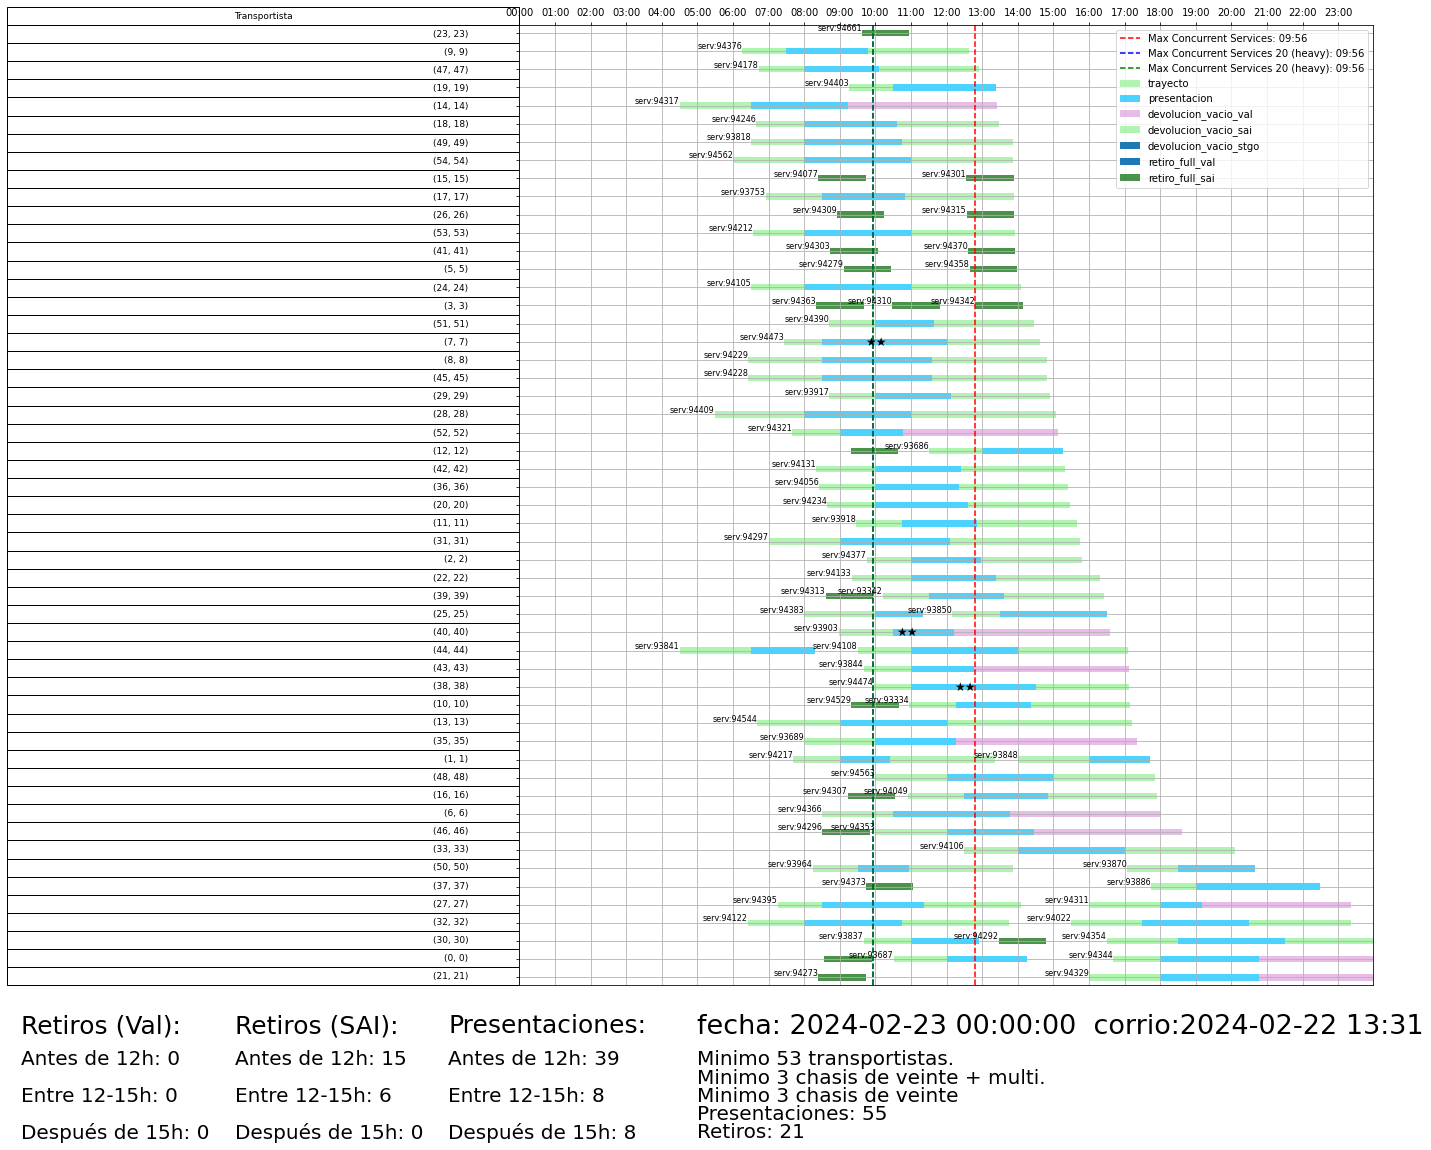 Transportista 00:00 01:00 02:00 03:00 04:00 05:00 06:00 07:00 08:00 09:00 10:00 11:00 12:00 13:00 14:00 15:00 16:00 17:00 18:00 19:00 20:00 21:00 22:00 23:00
Max Concurrent Services: 09:56
Max Concurrent Services 20 (heavy): 09:56
Max Concurrent Services 20 (heavy): 09:56
trayecto
presentacion
devolucion_vacio_val
devolucion_vacio_sai
devolucion_vacio_stgo
retiro_full_val
retiro_full_sai
(23, 23) serv:94661
(9, 9) serv:94376
(47, 47) serv:94178
(19, 19) serv:94403
(14, 14) serv:94317
(18, 18) serv:94246
(49, 49) serv:93818
(54, 54) serv:94562
(15, 15) serv:94077 serv:94301
(17, 17) serv:93753
(26, 26) serv:94309 serv:94315
(53, 53) serv:94212
(41, 41) serv:94303 serv:94370
(5, 5) serv:94279 serv:94358
(24, 24) serv:94105
(3, 3) serv:94363 serv:94310 serv:94342
(51, 51) serv:94390
(7, 7) serv:94473
(8, 8) serv:94229
(45, 45) serv:94228
(29, 29) serv:93917
(28, 28) serv:94409
(52, 52) serv:94321
(12, 12) serv:93686
(42, 42) serv:94131
(36, 36) serv:94056
(20, 20) serv:94234
(11, 11) serv:93918
(31, 31) serv:94297
(2, 2) serv:94377
(22, 22) serv:94133
(39, 39) serv:94313 serv:93342
(25, 25) serv:94383 serv:93850
(40, 40) serv:93903
(44, 44) serv:93841 serv:94108
(43, 43) serv:93844
(38, 38) serv:94474
(10, 10) serv:94529 serv:93334
(13, 13) serv:94544
(35, 35) serv:93689
(1, 1) serv:94217 serv:93848
(48, 48) serv:94563
(16, 16) serv:94307 serv:94049
(6, 6) serv:94366
(46, 46) serv:94296 serv:94353
(33, 33) serv:94106
(50, 50) serv:93964 serv:93870
(37, 37) serv:94373 serv:93886
(27, 27) serv:94395 serv:94311
(32, 32) serv:94122 serv:94022
(30, 30) serv:93837 serv:94292 serv:94354
(0, 0) serv:93687 serv:94344
(21, 21) serv:94273 serv:94329
Retiros (Val):
Antes de 12h: 0
Entre 12-15h: 0
Después de 15h: 0
Retiros (SAI):
Antes de 12h: 15
Entre 12-15h: 6
Después de 15h: 0
Presentaciones:
Antes de 12h: 39
Entre 12-15h: 8
Después de 15h: 8
fecha: 2024-02-23 00:00:00  corrio:2024-02-22 13:31
Minimo 53 transportistas.
Minimo 3 chasis de veinte + multi.
Minimo 3 chasis de veinte
Presentaciones: 55
Retiros: 21